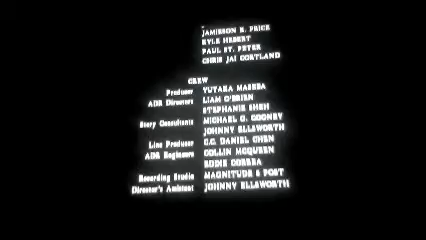 JAMIESON K. PRICE
KYLE HEBERT
PAUL ST. PETER
CHRIS JAI CORTLAND
CREW
Producer YUTAKA MASEBA
ADR Directors LIAM O'BRIEN
STEPHANIE SHEH
Story Consultants MICHAEL G. COONEY
JOHNNY ELLSWORTH
Line Producer C.C. DANIEL CHEN
ADR Engineers COLLIN MCQUEEN
EDDIE CORREA
Recording Studio MAGNITUDE 8 POST
Director's Assistant JOHNNY ELLSWORTH